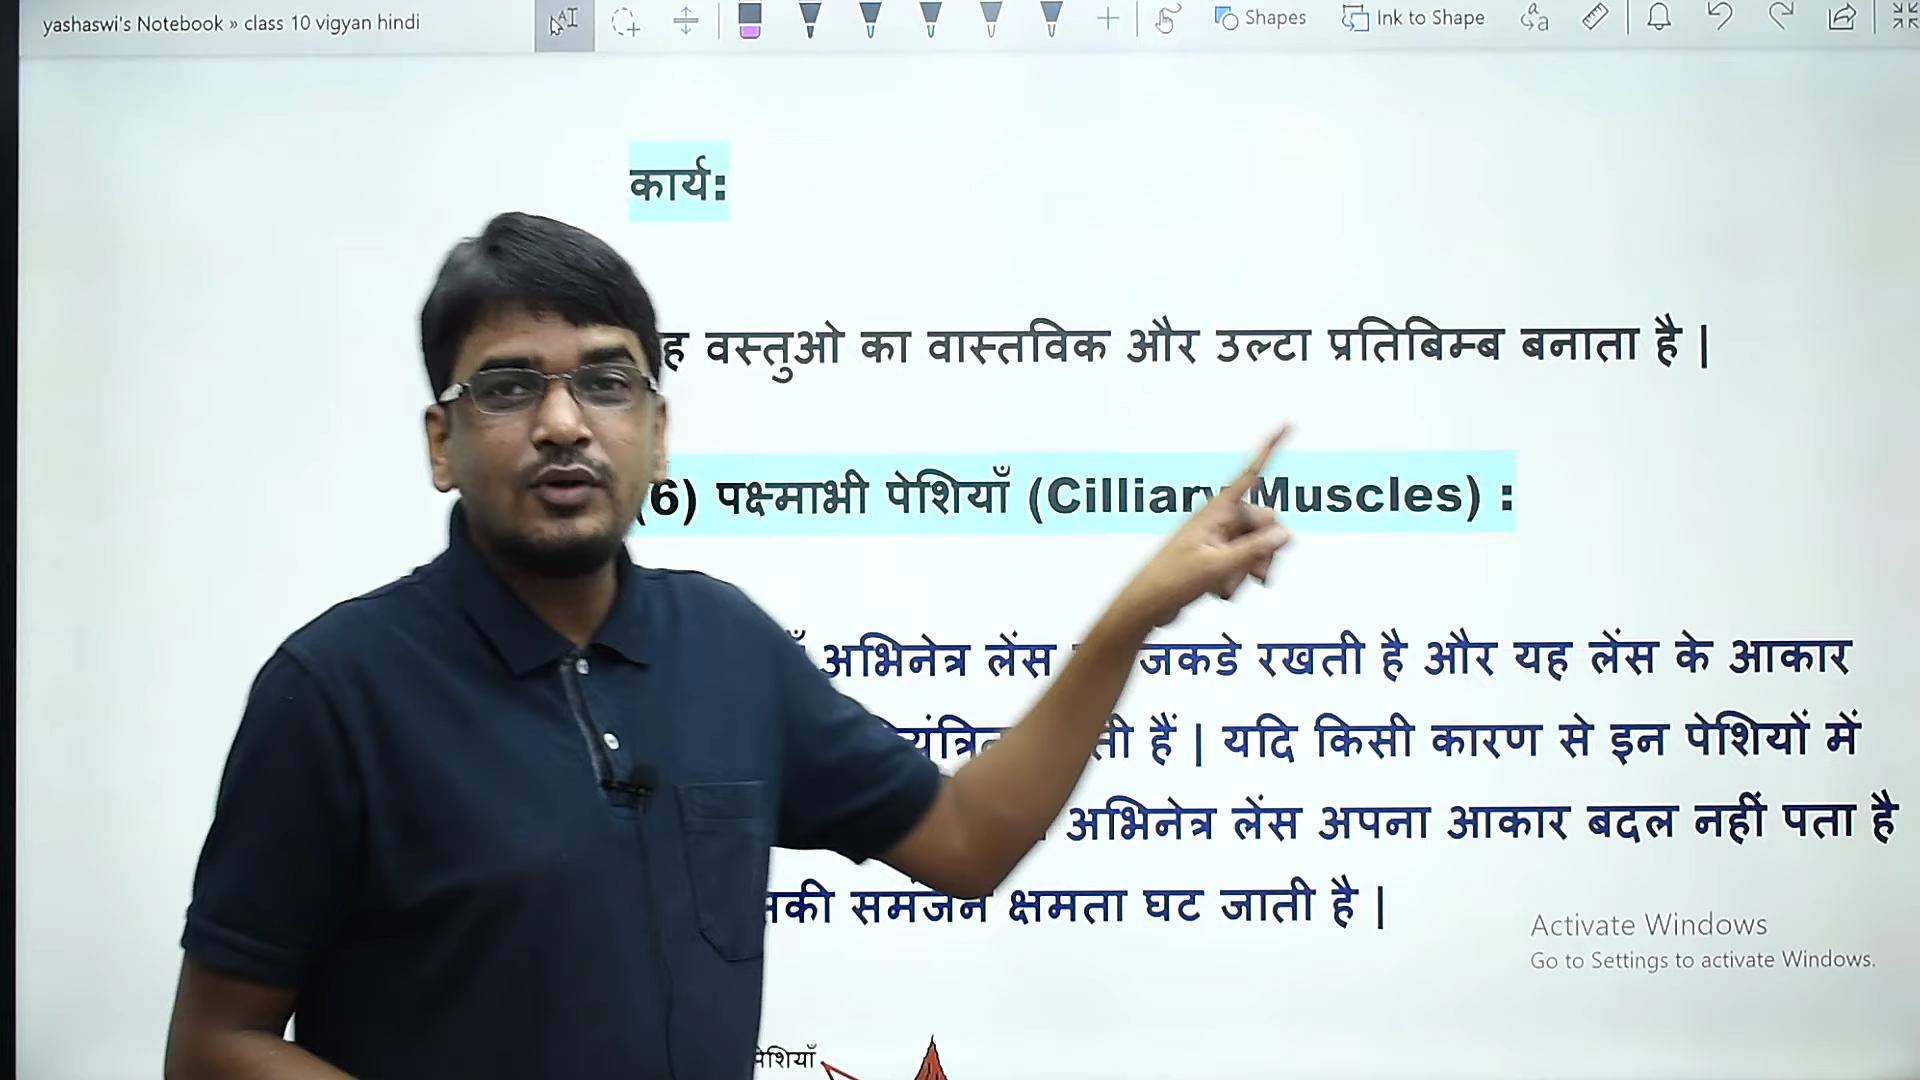 yashaswi's Notebook » class 10 vigyan hindi
Shapes
Ink to Shape
कार्य:
वस्तुओ का वास्तविक और उल्टा प्रतिबिम्ब बनाता है |
(6) पक्ष्माभी पेशियाँ (Cilliary Muscles) :
अभिनेत्र लेंस जकडे रखती है और यह लेंस के आकार
हैं | यदि किसी कारण से इन पेशियों में
अभिनेत्र लेंस अपना आकार बदल नहीं पता है
समंजन क्षमता घट जाती है |
Activate Windows
Go to Settings to activate Windows.
पेशियाँ